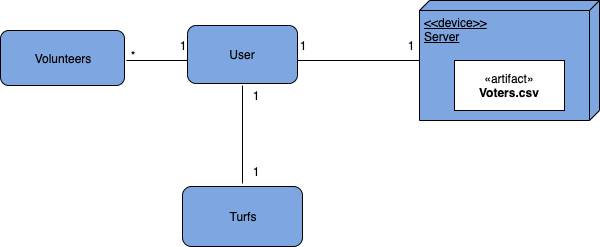 <<device>>
Server
Volunteers
*
1
User
1
1
«artifact»
Voters.csv
1
1
Turfs